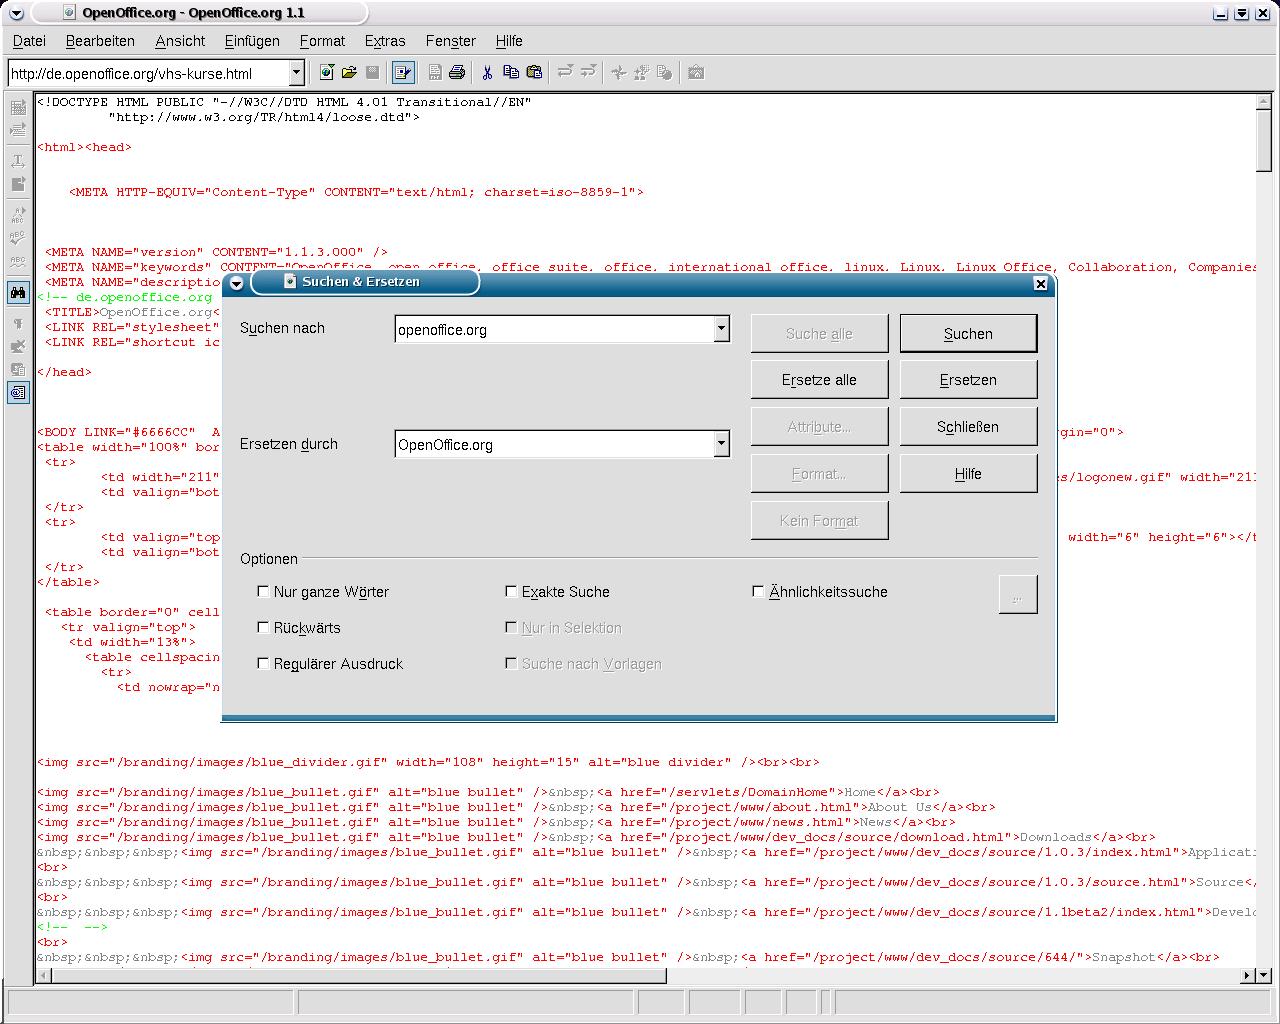 OpenOffice.org - OpenOffice.org 1.1
Datei Bearbeiten Ansicht Einfügen Format Extras Fenster Hilfe
http://de.openoffice.org/vhs-kurse.html
<!DOCTYPE HTML PUBLIC "-//W3C//DTD HTML 4.01 Transitional//EN"
"http://www.w3.org/TR/html4/loose.dtd">
<html><head>
<META HTTP-EQUIV="Content-Type" CONTENT="text/html; charset=iso-8859-1">
<META NAME="version" CONTENT="1.1.3.000" />
<META NAME="keywords" CONTENT="OpenOffice, open office, office suite, office, international office, linux, Linux, Linux Office, Collaboration, Companies
<META NAME="descriptio
<!-- de.openoffice.org
<TITLE>OpenOffice.org<
<LINK REL="stylesheet"
<LINK REL="shortcut ic
</head>
<BODY LINK="#6666CC" A
rgin="0">
<table width="100%" bor
<tr>
<td width="211"
s/logonew.gif" width="211
<td valign="bot
</tr>
<tr>
<td valign="top
width="6" height="6"></t
<td valign="bot
</tr>
</table>
<table border="0" cell
<tr valign="top">
<td width="13%">
<table cellspacin
<tr>
<td nowrap="n
Suchen & Ersetzen
Suchen nach
openoffice.org
Suche alle
Suchen
Ersetze alle
Ersetzen
Ersetzen durch
OpenOffice.org
Attribute...
Schließen
Format...
Hilfe
Kein Format
Optionen
Nur ganze Wörter
Exakte Suche
Ähnlichkeitssuche
...
Rückwärts
Nur in Selektion
Regulärer Ausdruck
Suche nach Vorlagen
<img src="/branding/images/blue_divider.gif" width="108" height="15" alt="blue divider" /><br><br>
<img src="/branding/images/blue_bullet.gif" alt="blue bullet" />&nbsp;<a href="/servlets/DomainHome">Home</a><br>
<img src="/branding/images/blue_bullet.gif" alt="blue bullet" />&nbsp;<a href="/project/www/about.html">About Us</a><br>
<img src="/branding/images/blue_bullet.gif" alt="blue bullet" />&nbsp;<a href="/project/www/news.html">News</a><br>
<img src="/branding/images/blue_bullet.gif" alt="blue bullet" />&nbsp;<a href="/project/www/dev_docs/source/download.html">Downloads</a><br>
&nbsp;&nbsp;&nbsp;<img src="/branding/images/blue_bullet.gif" alt="blue bullet" />&nbsp;<a href="/project/www/dev_docs/source/1.0.3/index.html">Applicati
<br>
&nbsp;&nbsp;&nbsp;<img src="/branding/images/blue_bullet.gif" alt="blue bullet" />&nbsp;<a href="/project/www/dev_docs/source/1.0.3/source.html">Source</
<br>
&nbsp;&nbsp;&nbsp;<img src="/branding/images/blue_bullet.gif" alt="blue bullet" />&nbsp;<a href="/project/www/dev_docs/source/1.1beta2/index.html">Develo
<!-- -->
<br>
&nbsp;&nbsp;&nbsp;<img src="/branding/images/blue_bullet.gif" alt="blue bullet" />&nbsp;<a href="/project/www/dev_docs/source/644/">Snapshot</a><br>